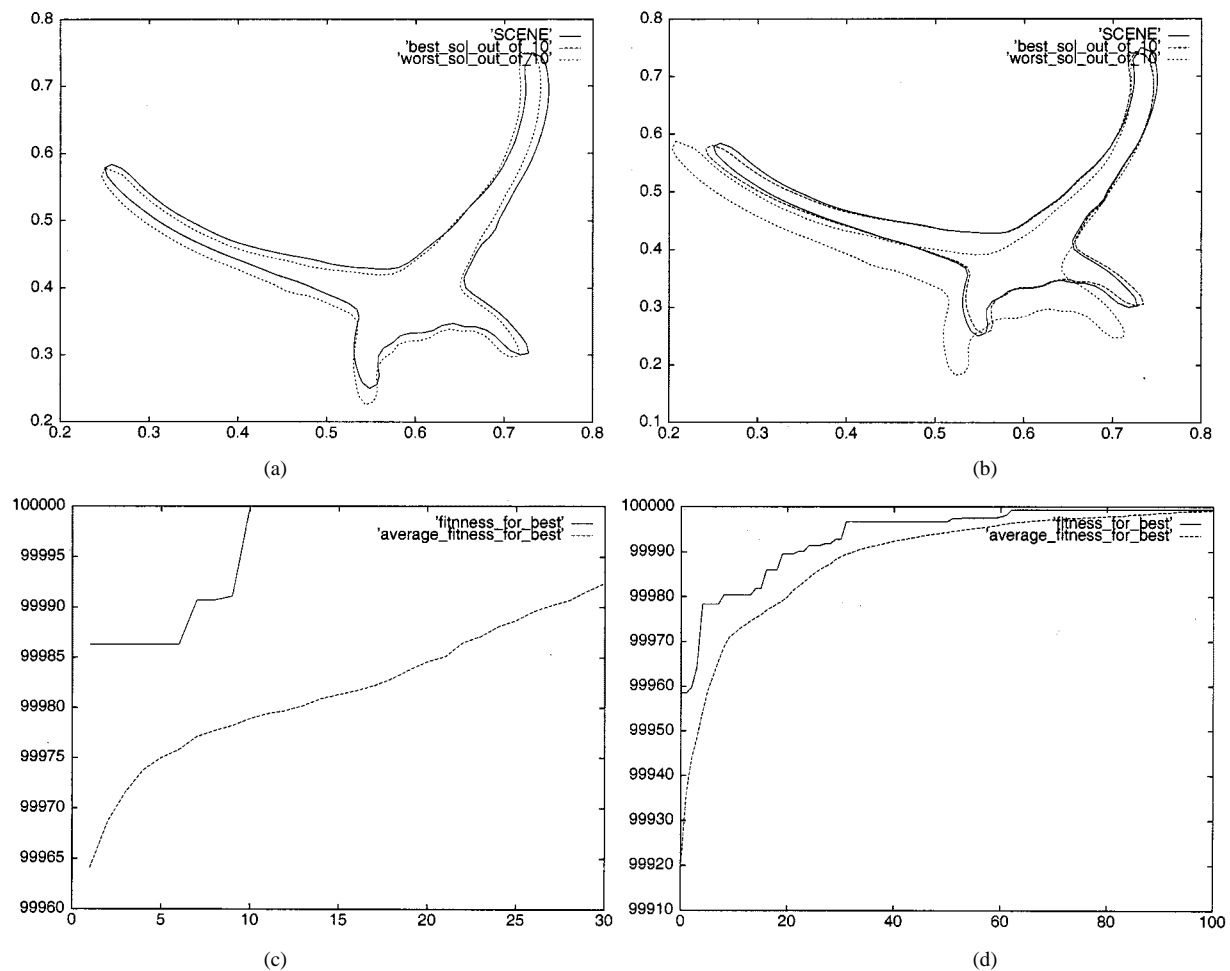 0.8
0.7
0.6
0.5
0.4
0.3
0.2
0.2 0.3 0.4 0.5 0.6 0.7 0.8
'SCENE'
'best_sol_out_of_10'
'worst_sol_out_of_10'
(a)
0.8
0.7
0.6
0.5
0.4
0.3
0.2
0.1
0.2 0.3 0.4 0.5 0.6 0.7 0.8
'SCENE'
'best_sol_out_of_10'
'worst_sol_out_of_10'
(b)
100000
99995
99990
99985
99980
99975
99970
99965
99960
0 5 10 15 20 25 30
'fitnness_for_best'
'average_fitness_for_best'
(c)
100000
99990
99980
99970
99960
99950
99940
99930
99920
99910
0 20 40 60 80 100
'fitness_for_best'
'average_fitness_for_best'
(d)